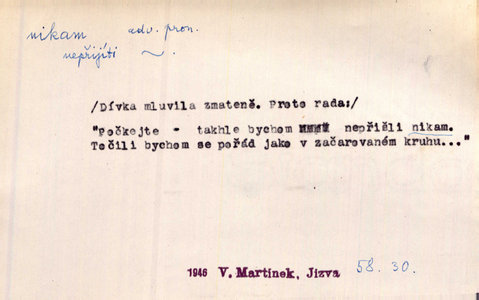 nikam adv. pron.
nepřijíti ~.
/Dívka mluvila zmateně. Proto rada:/
"Počkejte - takhle bychom nepřišli nikam.
Točili bychom se pořád jako v začarovaném kruhu..."
1946 V. Martínek, Jizva 58. 30.